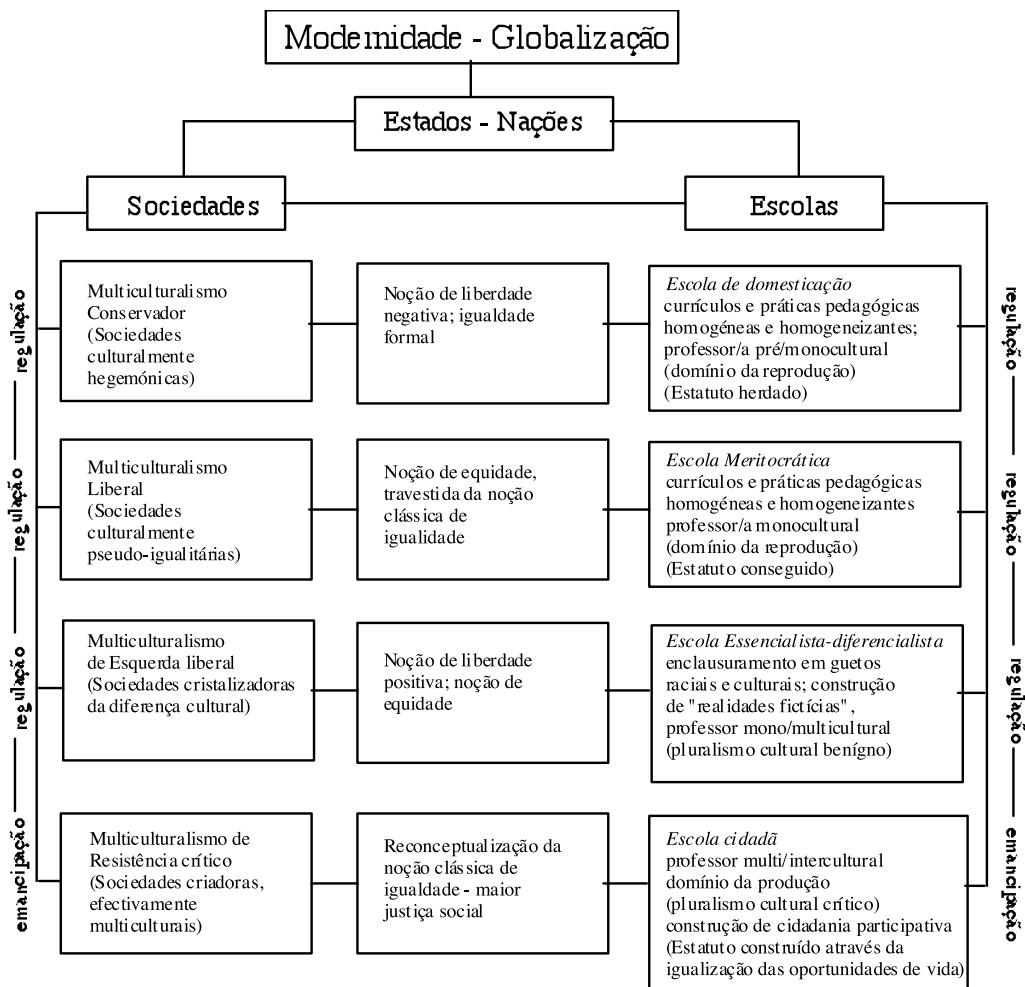 Modernidade - Globalização
Estados - Nações
Sociedades
Escolas
regulação
Multiculturalismo
Conservador
(Sociedades
culturalmente
hegemónicas)
Noção de liberdade
negativa; igualdade
formal
Escola de domesticação
currículos e práticas pedagógicas
homogéneas e homogeneizantes;
professor/a pré/monocultural
(domínio da reprodução)
(Estatuto herdado)
regulação
regulação
Multiculturalismo
Liberal
(Sociedades
culturalmente
pseudo-igualitárias)
Noção de equidade,
travestida da noção
clássica de
igualidade
Escola Meritocrática
currículos e práticas pedagógicas
homogéneas e homogeneizantes
professor/a monocultural
(domínio da reprodução)
(Estatuto conseguido)
regulação
regulação
Multiculturalismo
de Esquerda liberal
(Sociedades cristalizadoras
da diferença cultural)
Noção de liberdade
positiva; noção de
equidade
Escola Essencialista-diferencialista
enclausuramento em guetos
raciais e culturais; construção
de "realidades fictícias",
professor mono/multicultural
(pluralismo cultural benígno)
regulação
emancipação
Multiculturalismo de
Resistência crítico
(Sociedades criadoras,
efectivamente
multiculturais)
Reconceptualização da
noção clássica de
igualdade - maior
justiça social
Escola cidadã
professor multi/intercultural
domínio da produção
(pluralismo cultural crítico)
construção de cidadania participativa
(Estatuto construído através da
igualização das oportunidades de vida)
emancipação